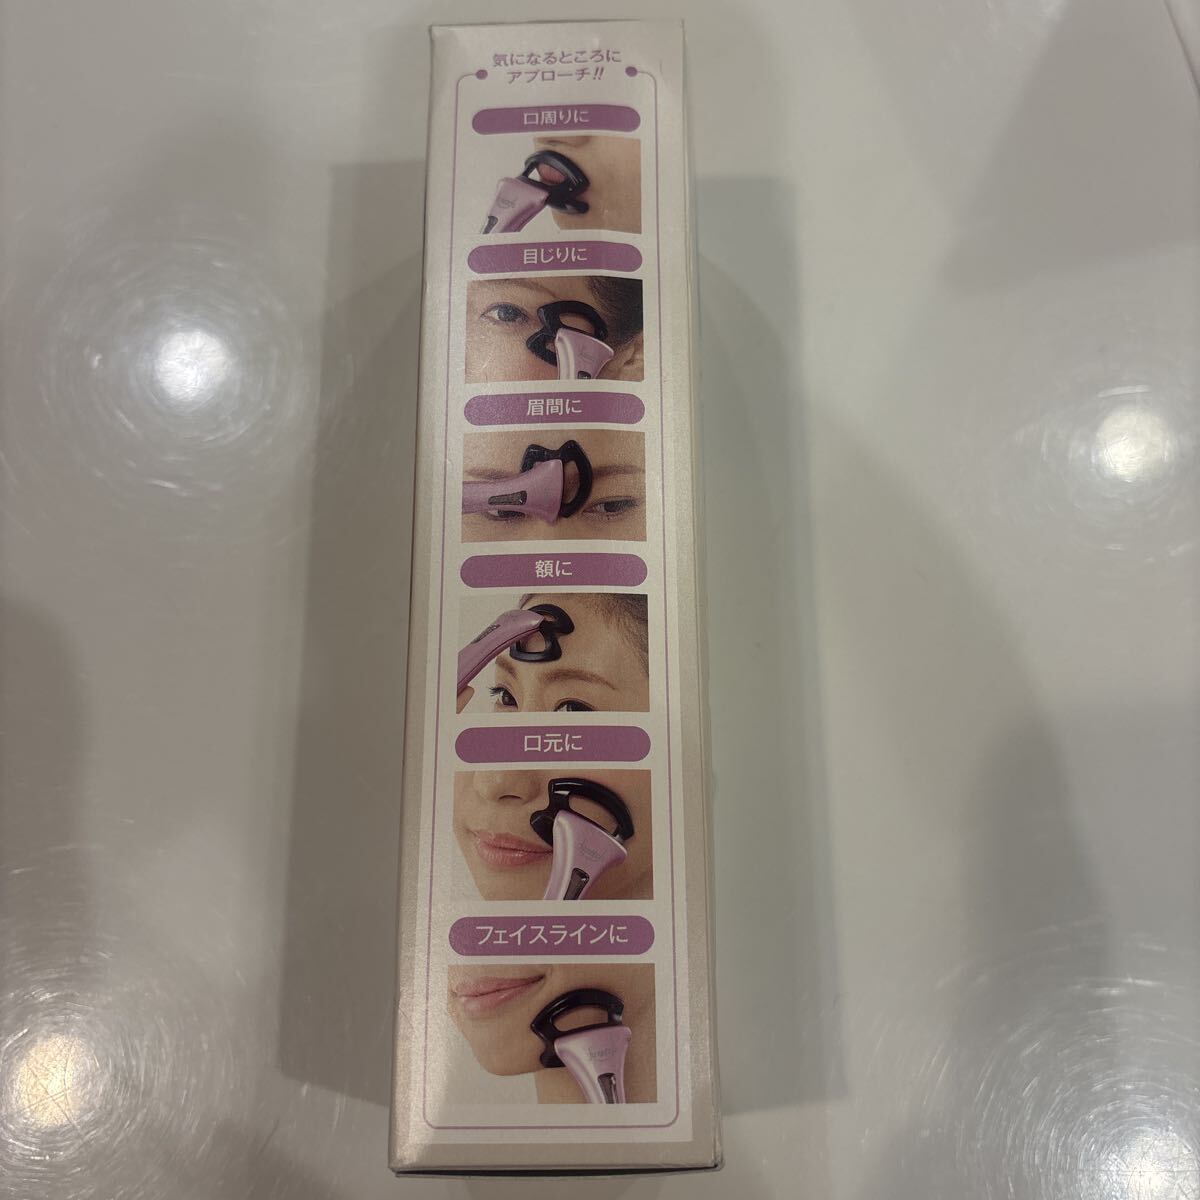 気になるところに
アプローチ!!
口周りに
目じりに
眉間に
額に
口元に
フェイスラインに